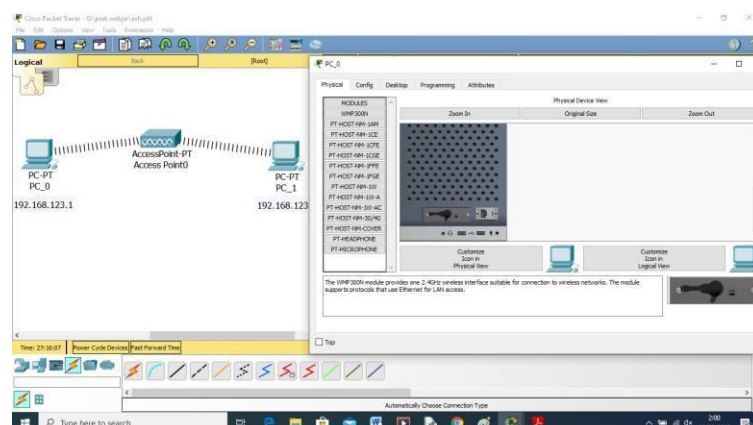 Cisco Packet Tracer - G:\prak webgar\ash.pkt
File Edit Options View Tools Extensions Help
Logical
Back
[Root]
AccessPoint-PT
Access Point0
PC-PT
PC_0
PC-PT
PC_1
192.168.123.1
192.168.123
PC_0
Physical Config Desktop Programming Attributes
MODULES
WMP300N
PT-HOST-NM-1AM
PT-HOST-NM-1CE
PT-HOST-NM-1CFE
PT-HOST-NM-1CGE
PT-HOST-NM-1FFE
PT-HOST-NM-1FGE
PT-HOST-NM-1W
PT-HOST-NM-1W-A
PT-HOST-NM-1W-AC
PT-HOST-NM-3G/4G
PT-HOST-NM-COVER
PT-HEADPHONE
PT-MICROPHONE
Physical Device View
Zoom In Original Size Zoom Out
Customize
Icon in
Physical View
Customize
Icon in
Logical View
The WMP300N module provides one 2.4GHz wireless interface suitable for connection to wireless networks. The module
supports protocols that use Ethernet for LAN access.
Top
Time: 27:16:07 Power Cycle Devices Fast Forward Time
Automatically Choose Connection Type
Type here to search
2:00